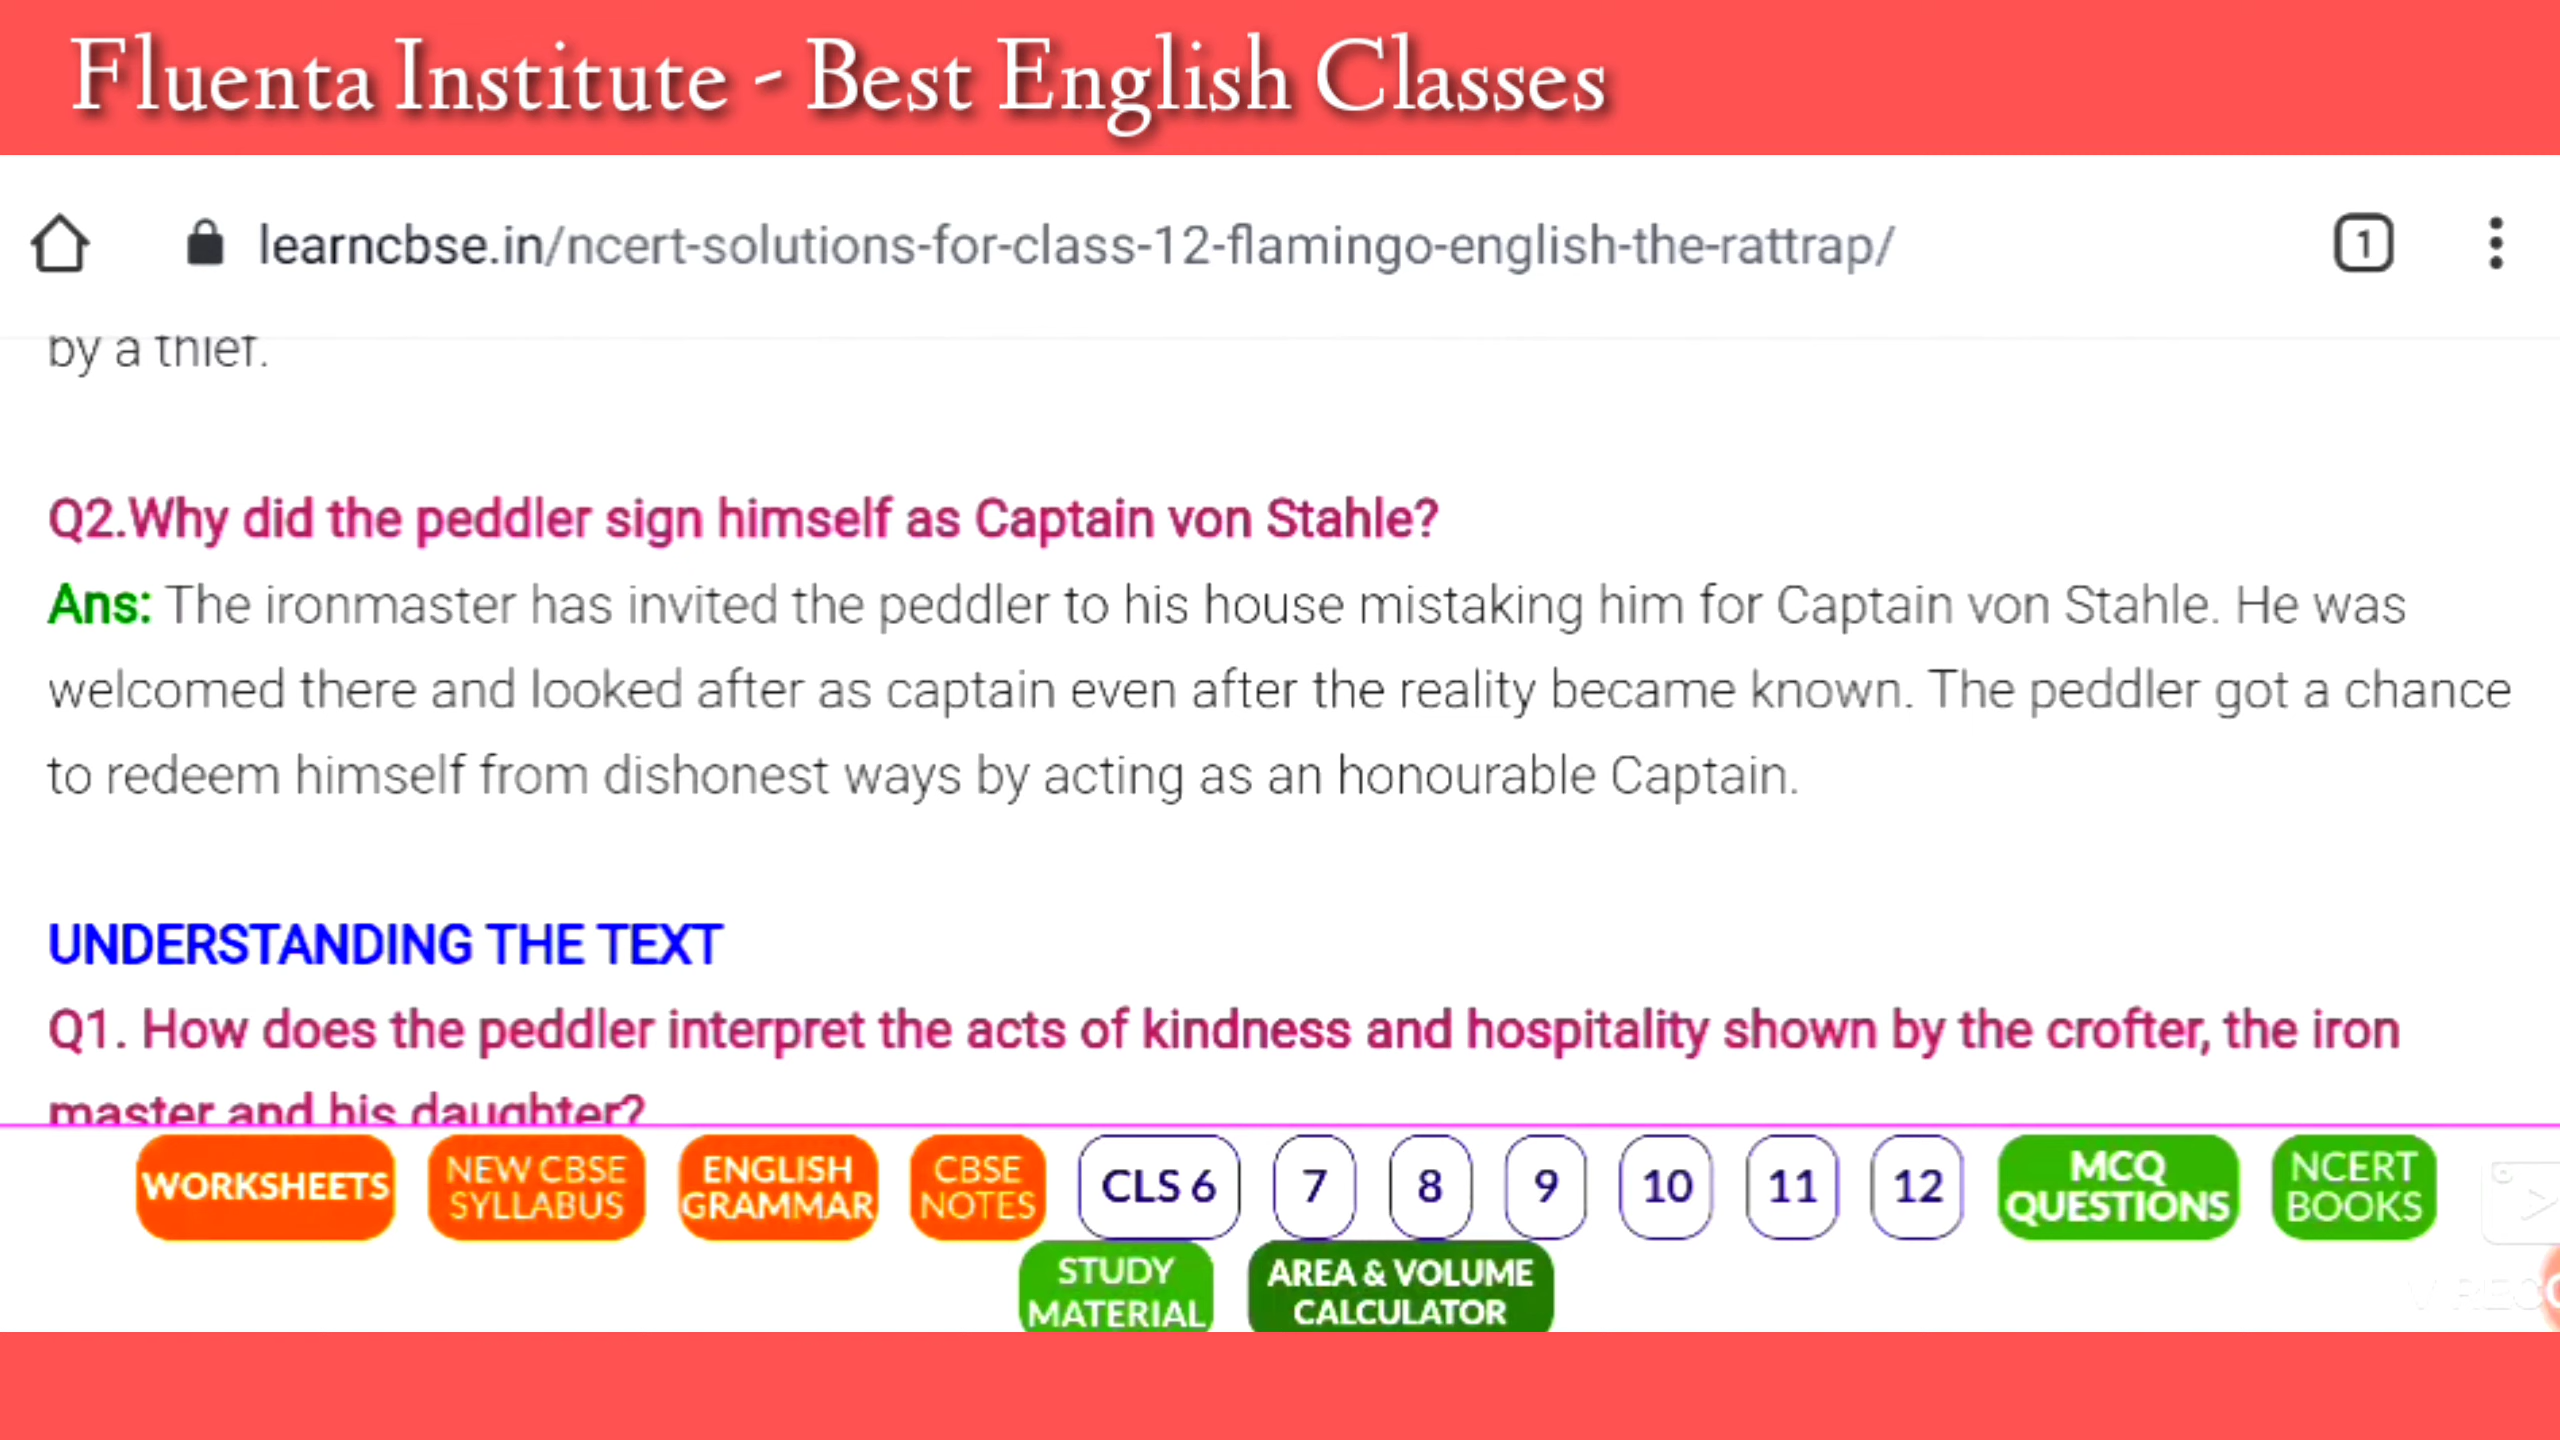 Fluenta Institute - Best English Classes
learncbse.in/ncert-solutions-for-class-12-flamingo-english-the-rattrap/
1
by a thief.
Q2.Why did the peddler sign himself as Captain von Stahle?
Ans: The ironmaster has invited the peddler to his house mistaking him for Captain von Stahle. He was
welcomed there and looked after as captain even after the reality became known. The peddler got a chance
to redeem himself from dishonest ways by acting as an honourable Captain.
UNDERSTANDING THE TEXT
Q1. How does the peddler interpret the acts of kindness and hospitality shown by the crofter, the iron
master and his daughter?
WORKSHEETS
NEW CBSE
SYLLABUS
ENGLISH
GRAMMAR
CBSE
NOTES
CLS 6
7
8
9
10
11
12
MCQ
QUESTIONS
NCERT
BOOKS
STUDY
MATERIAL
AREA & VOLUME
CALCULATOR